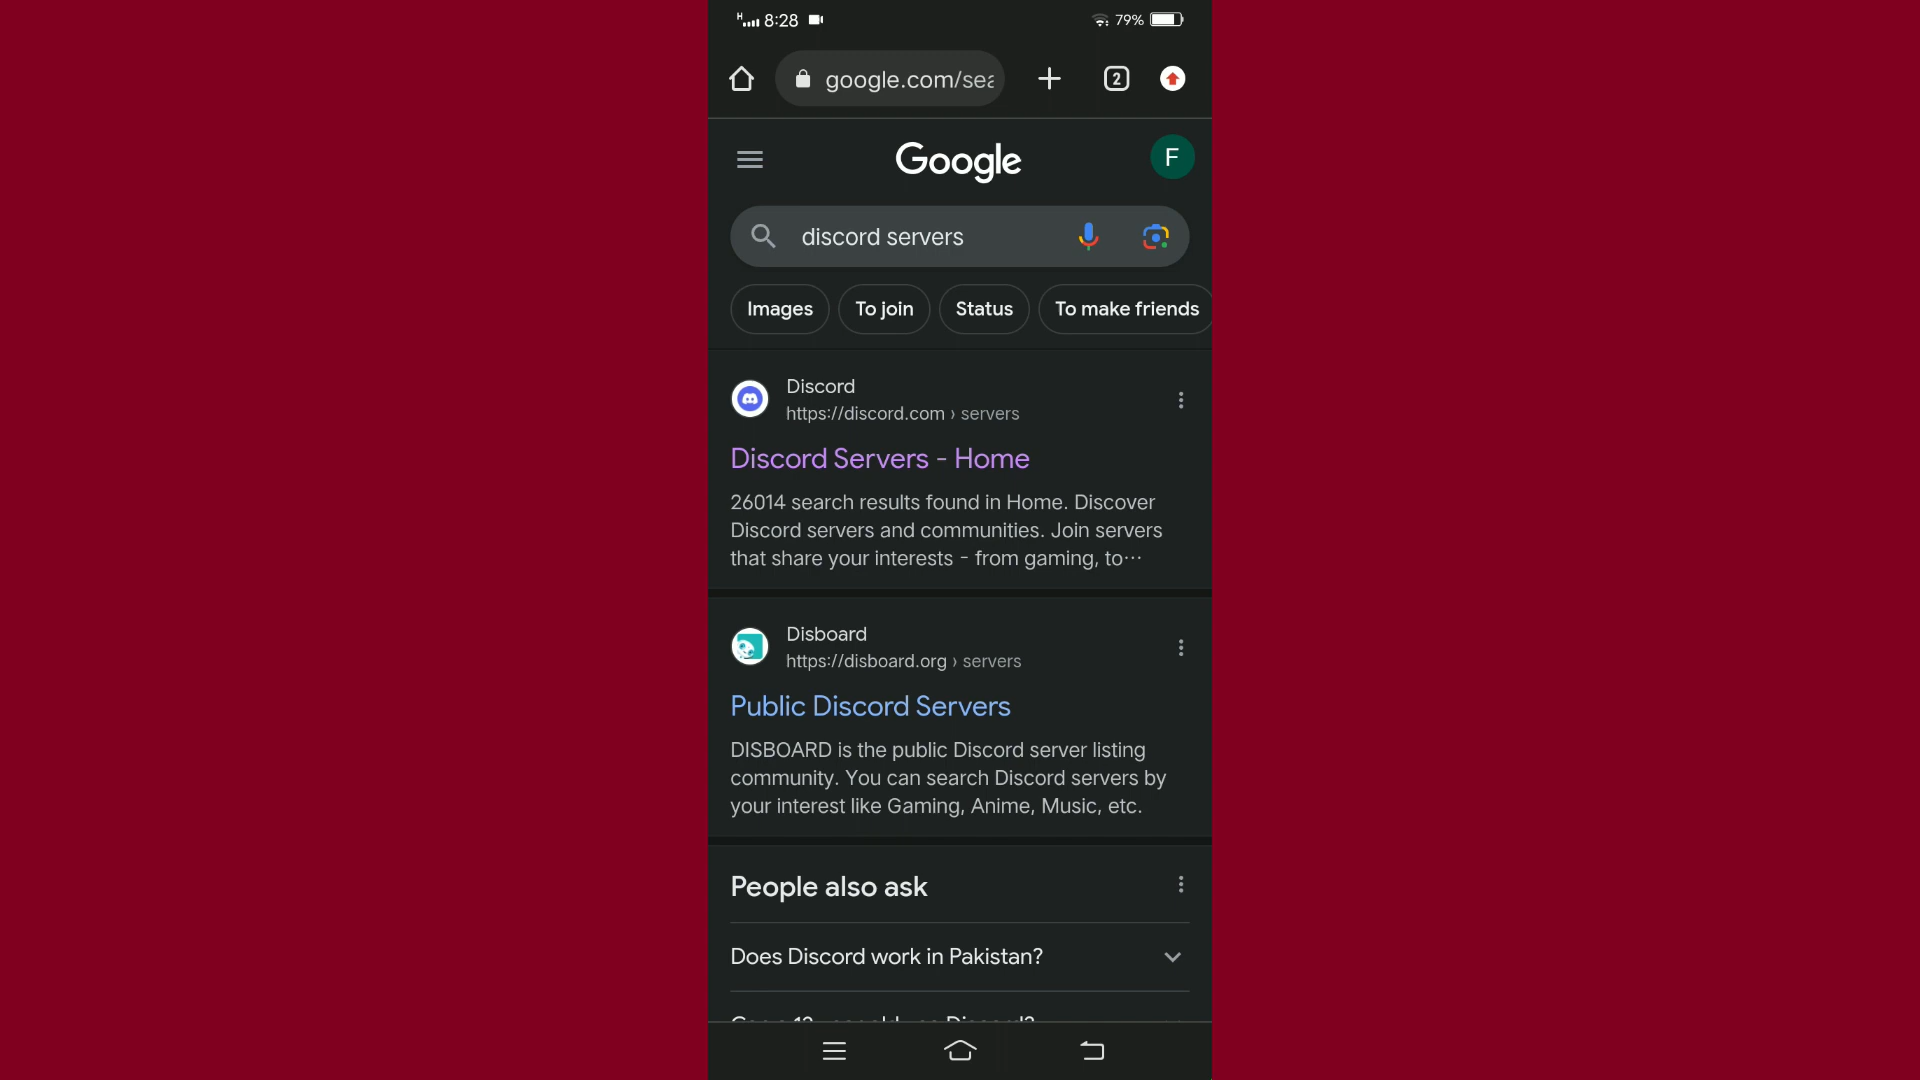 H 8:28 79%
google.com/sea
2
Google
F
discord servers
Images To join Status To make friends
Discord
https://discord.com › servers
Discord Servers - Home
26014 search results found in Home. Discover
Discord servers and communities. Join servers
that share your interests - from gaming, to···
Disboard
https://disboard.org › servers
Public Discord Servers
DISBOARD is the public Discord server listing
community. You can search Discord servers by
your interest like Gaming, Anime, Music, etc.
People also ask
Does Discord work in Pakistan?